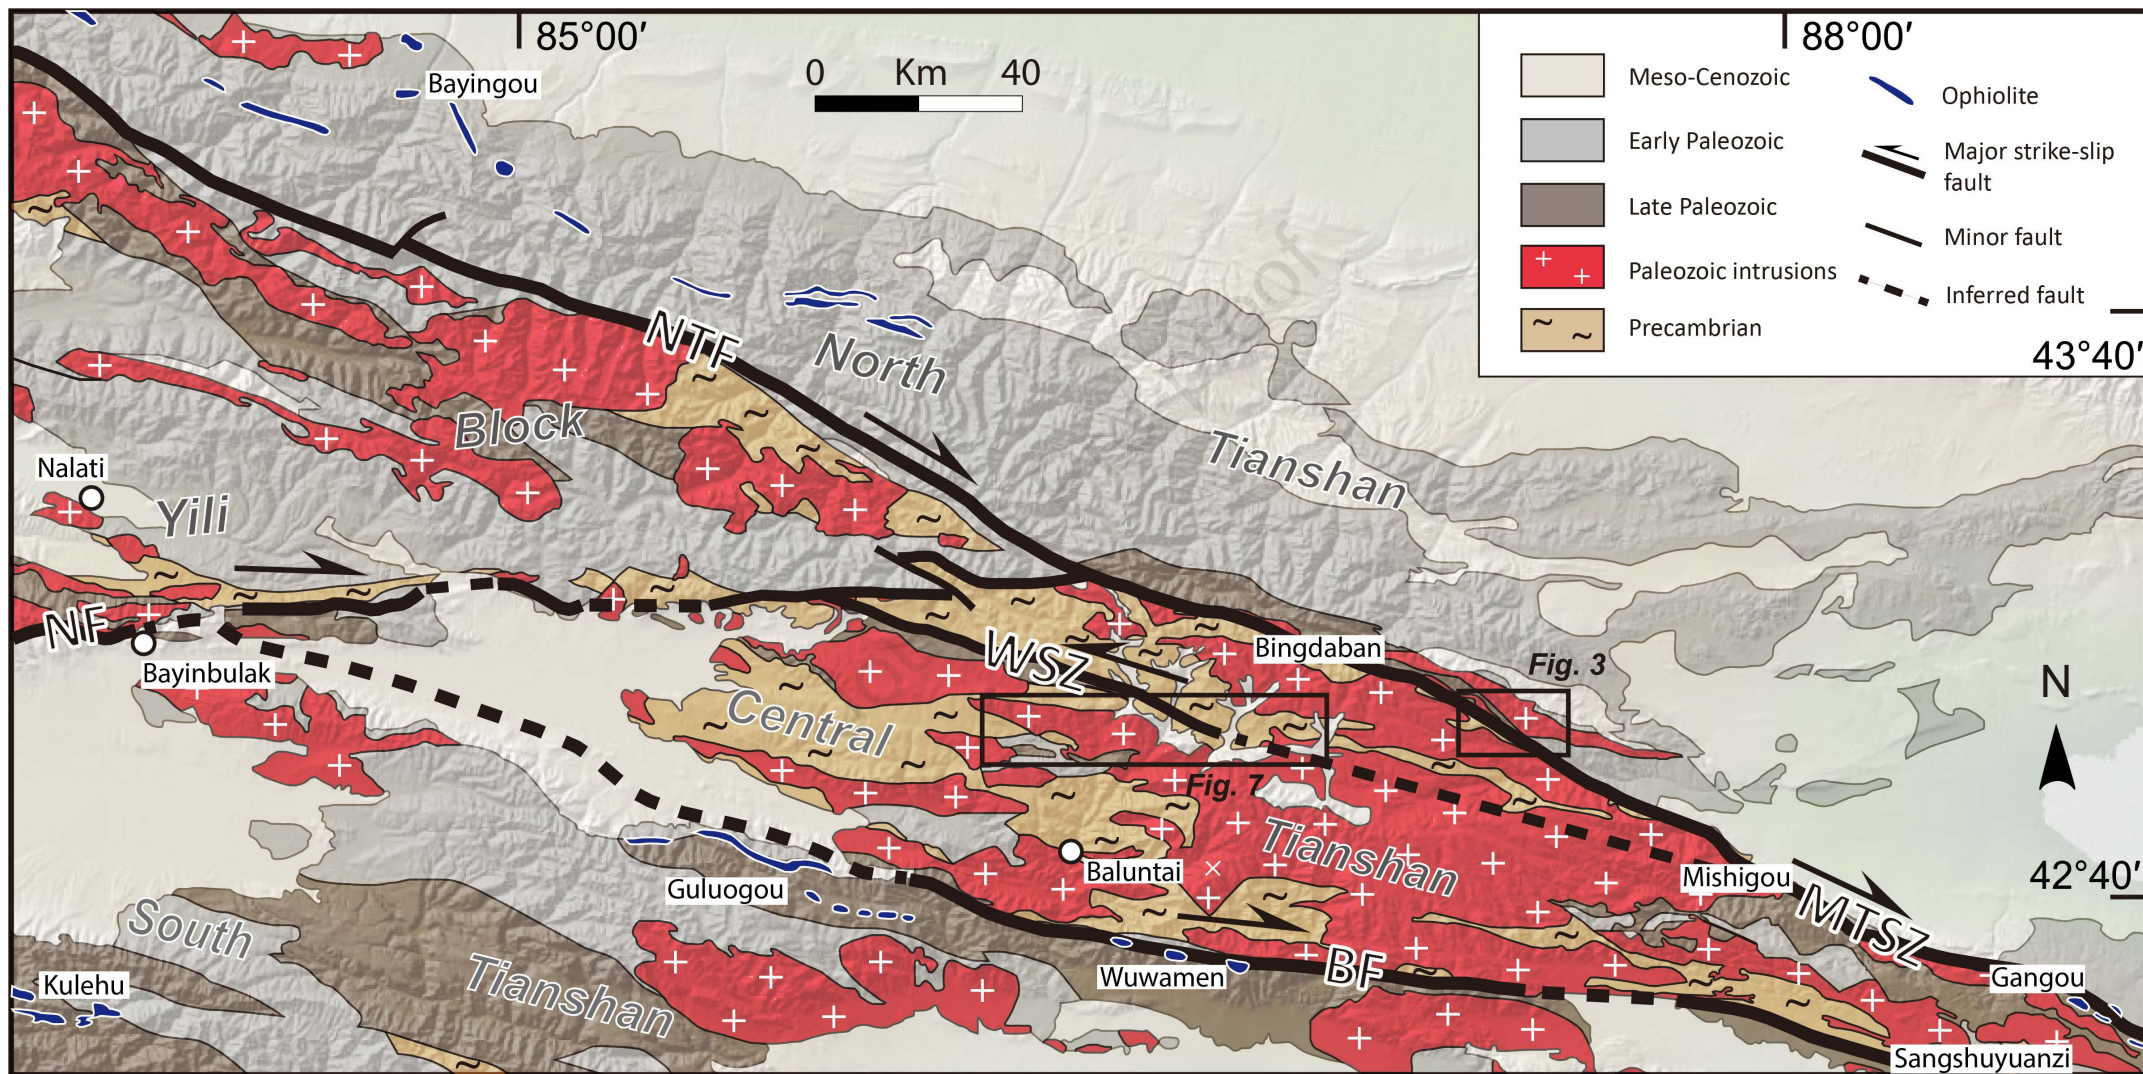 85°00′
88°00′
0 Km 40
Meso-Cenozoic
Early Paleozoic
Late Paleozoic
Paleozoic intrusions
Precambrian
Ophiolite
Major strike-slip
fault
Minor fault
Inferred fault
43°40′
Bayingou
NTF
North
Tianshan
Block
Nalati
Yili
NF
Bayinbulak
WSZ
Bingdaban
Fig. 3
N
Central
Fig. 7
Tianshan
Baluntai
Mishigou
42°40′
Guluogou
MTSZ
South
Tianshan
Wuwamen
BF
Gangou
Kulehu
Sangshuyuanzi